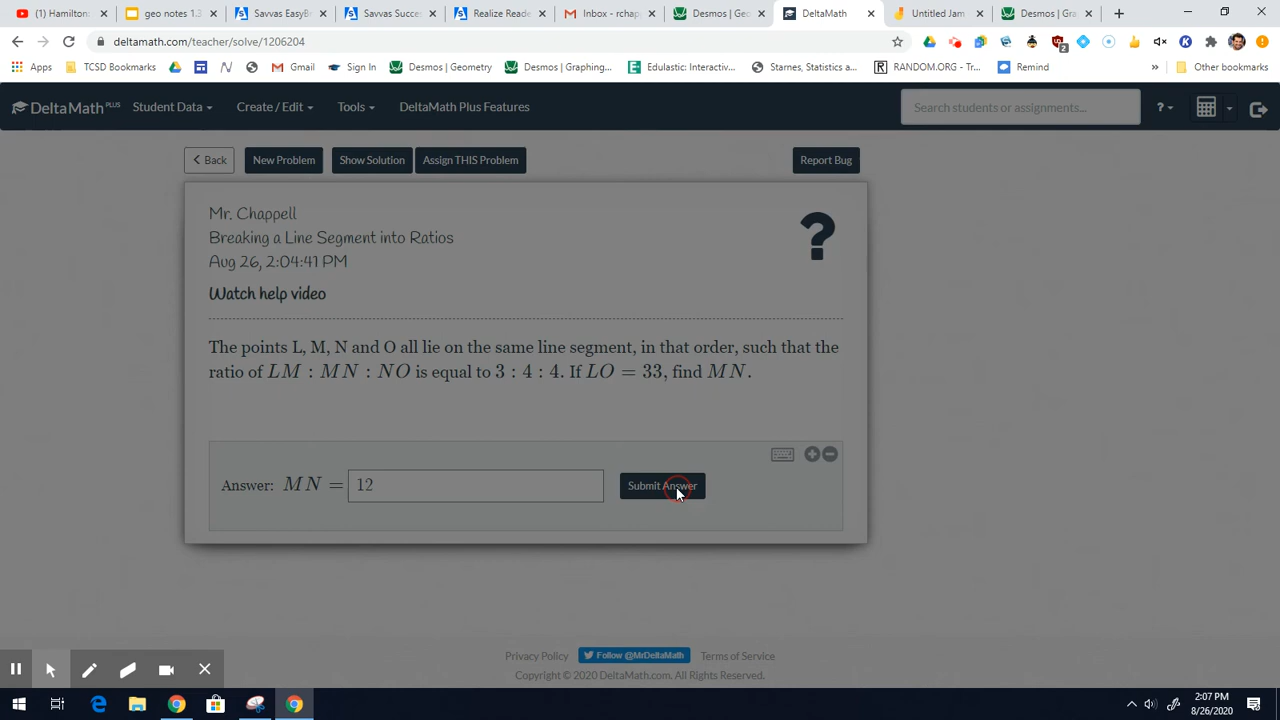 (1) Hamilton:
geo notes 1.3
Savvas EasyB
Savvas Succ
Realize Reade
Inbox - rchapp
Desmos | Geo
DeltaMath
Untitled Jam
Desmos | Gra
deltamath.com/teacher/solve/1206204
2
Apps
TCSD Bookmarks
Gmail
Sign In
Desmos | Geometry
Desmos | Graphing...
Edulastic: Interactiv...
Starnes, Statistics a...
RANDOM.ORG - Tr...
Remind
»
Other bookmarks
DeltaMath PLUS
Student Data
Create / Edit
Tools
DeltaMath Plus Features
Search students or assignments...
?
Back
New Problem
Show Solution
Assign THIS Problem
Report Bug
Mr. Chappell
Breaking a Line Segment into Ratios
Aug 26, 2:04:41 PM
?
Watch help video
The points L, M, N and O all lie on the same line segment, in that order, such that the
ratio of LM : MN : NO is equal to 3 : 4 : 4. If LO = 33, find MN.
Answer: MN = 12
Submit Answer
Privacy Policy
Follow @MrDeltaMath
Terms of Service
Copyright © 2020 DeltaMath.com. All Rights Reserved.
2:07 PM
8/26/2020